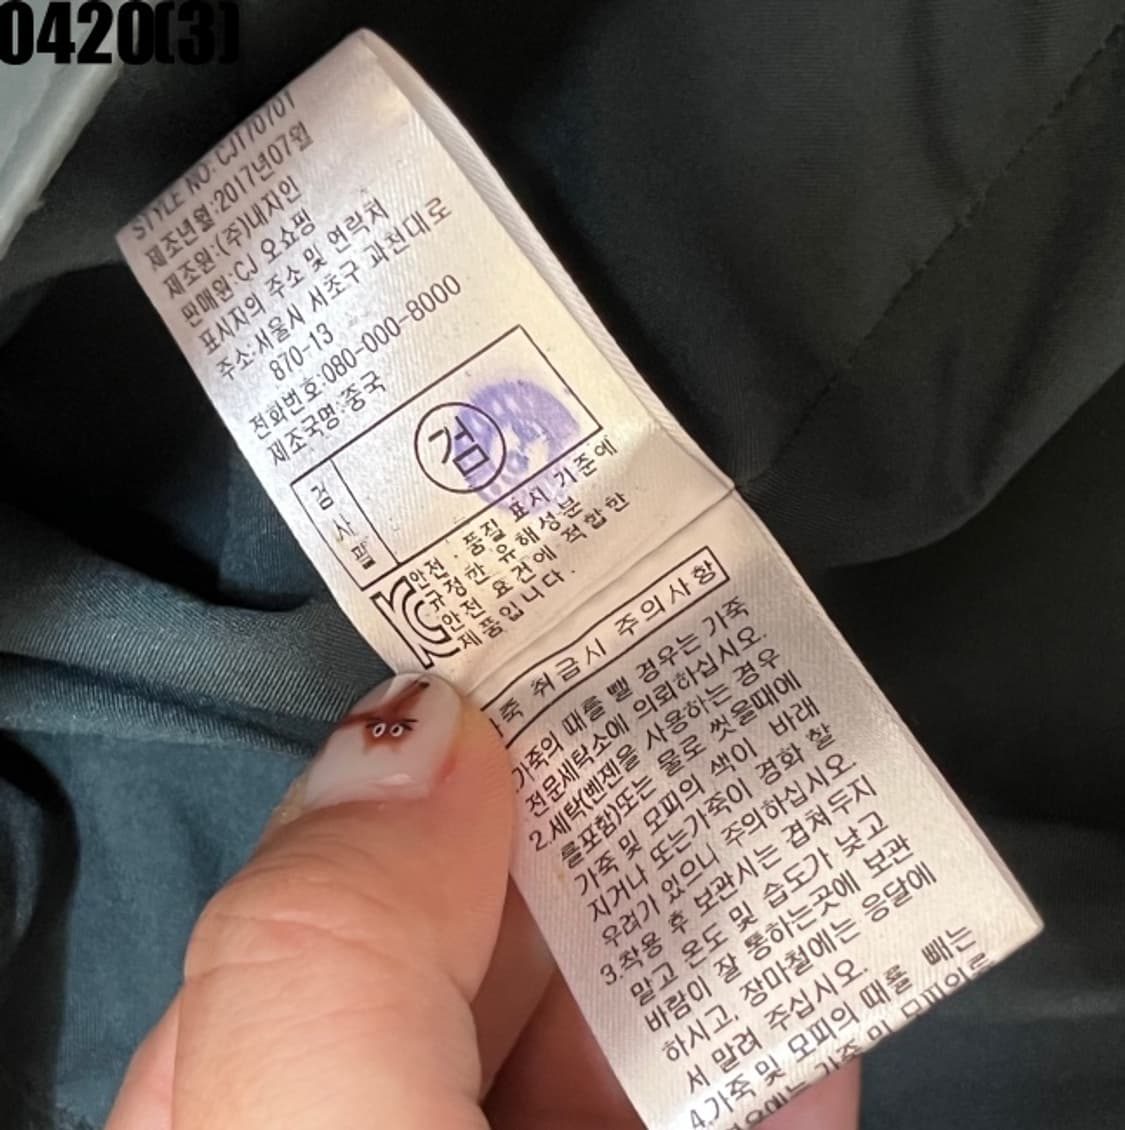 0420(3)
STYLE NO: CJ170701
제조년월:2017년07월
제조원:(주)내자인
판매원:CJ 오쇼핑
표시자의 주소 및 연락처
주소:서울시 서초구 과천대로
870-13
전화번호:080-000-8000
제조국명:중국
검사필
검
안전.품질 표시 기준에
규정한 유해성분
안전 요건에 적합한
제품입니다.
취급시 주의사항
가죽의 때를 뺄 경우는 가죽
전문세탁소에 의뢰하십시오.
2.세탁(벤젠을 사용하는 경우
를포함)또는 물로 씻을때에
가죽 및 모피의 색이 바래
지거나 또는가죽이 경화 할
우려가 있으니 주의하십시오.
3.착용 후 보관시는 겹쳐두지
말고 온도 및 습도가 낮고
바람이 잘 통하는곳에 보관
하시고, 장마철에는 응달에
서 말려 주십시오.
4.가죽 및 모피의 때를 빼는